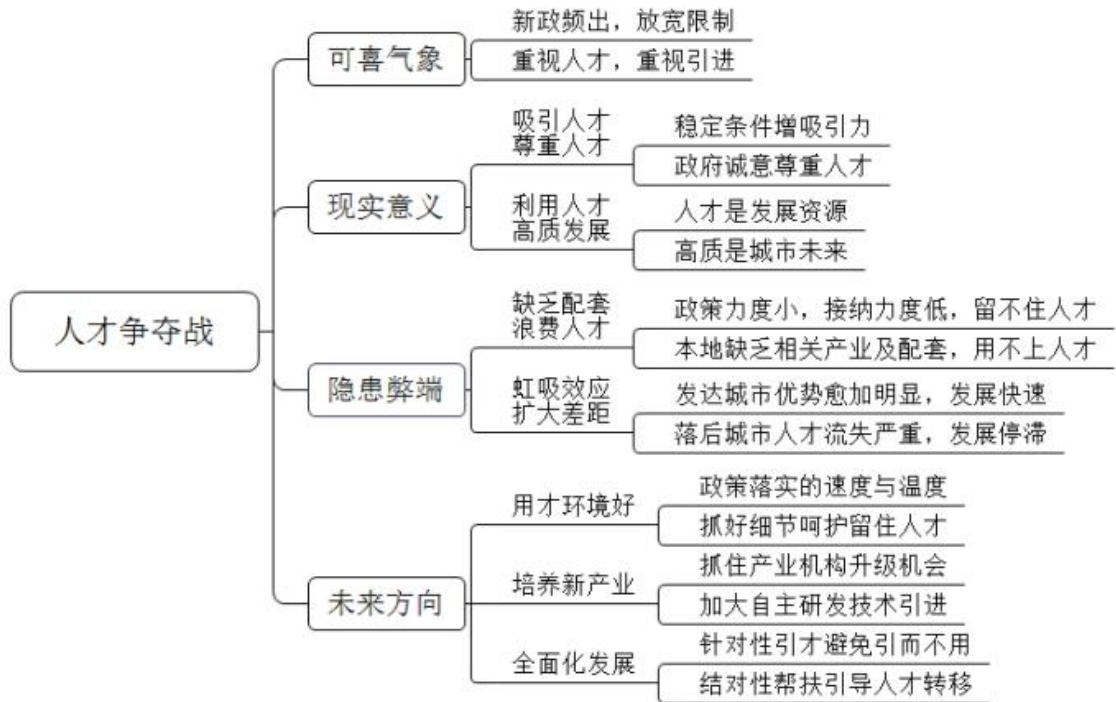 人才争夺战
可喜气象
新政频出，放宽限制
重视人才，重视引进
现实意义
吸引人才
尊重人才
稳定条件增吸引力
政府诚意尊重人才
利用人才
高质发展
人才是发展资源
高质是城市未来
隐患弊端
缺乏配套
浪费人才
政策力度小，接纳力度低，留不住人才
本地缺乏相关产业及配套，用不上人才
虹吸效应
扩大差距
发达城市优势愈加明显，发展快速
落后城市人才流失严重，发展停滞
未来方向
用才环境好
政策落实的速度与温度
抓好细节呵护留住人才
培养新产业
抓住产业机构升级机会
加大自主研发技术引进
全面化发展
针对性引才避免引而不用
结对性帮扶引导人才转移